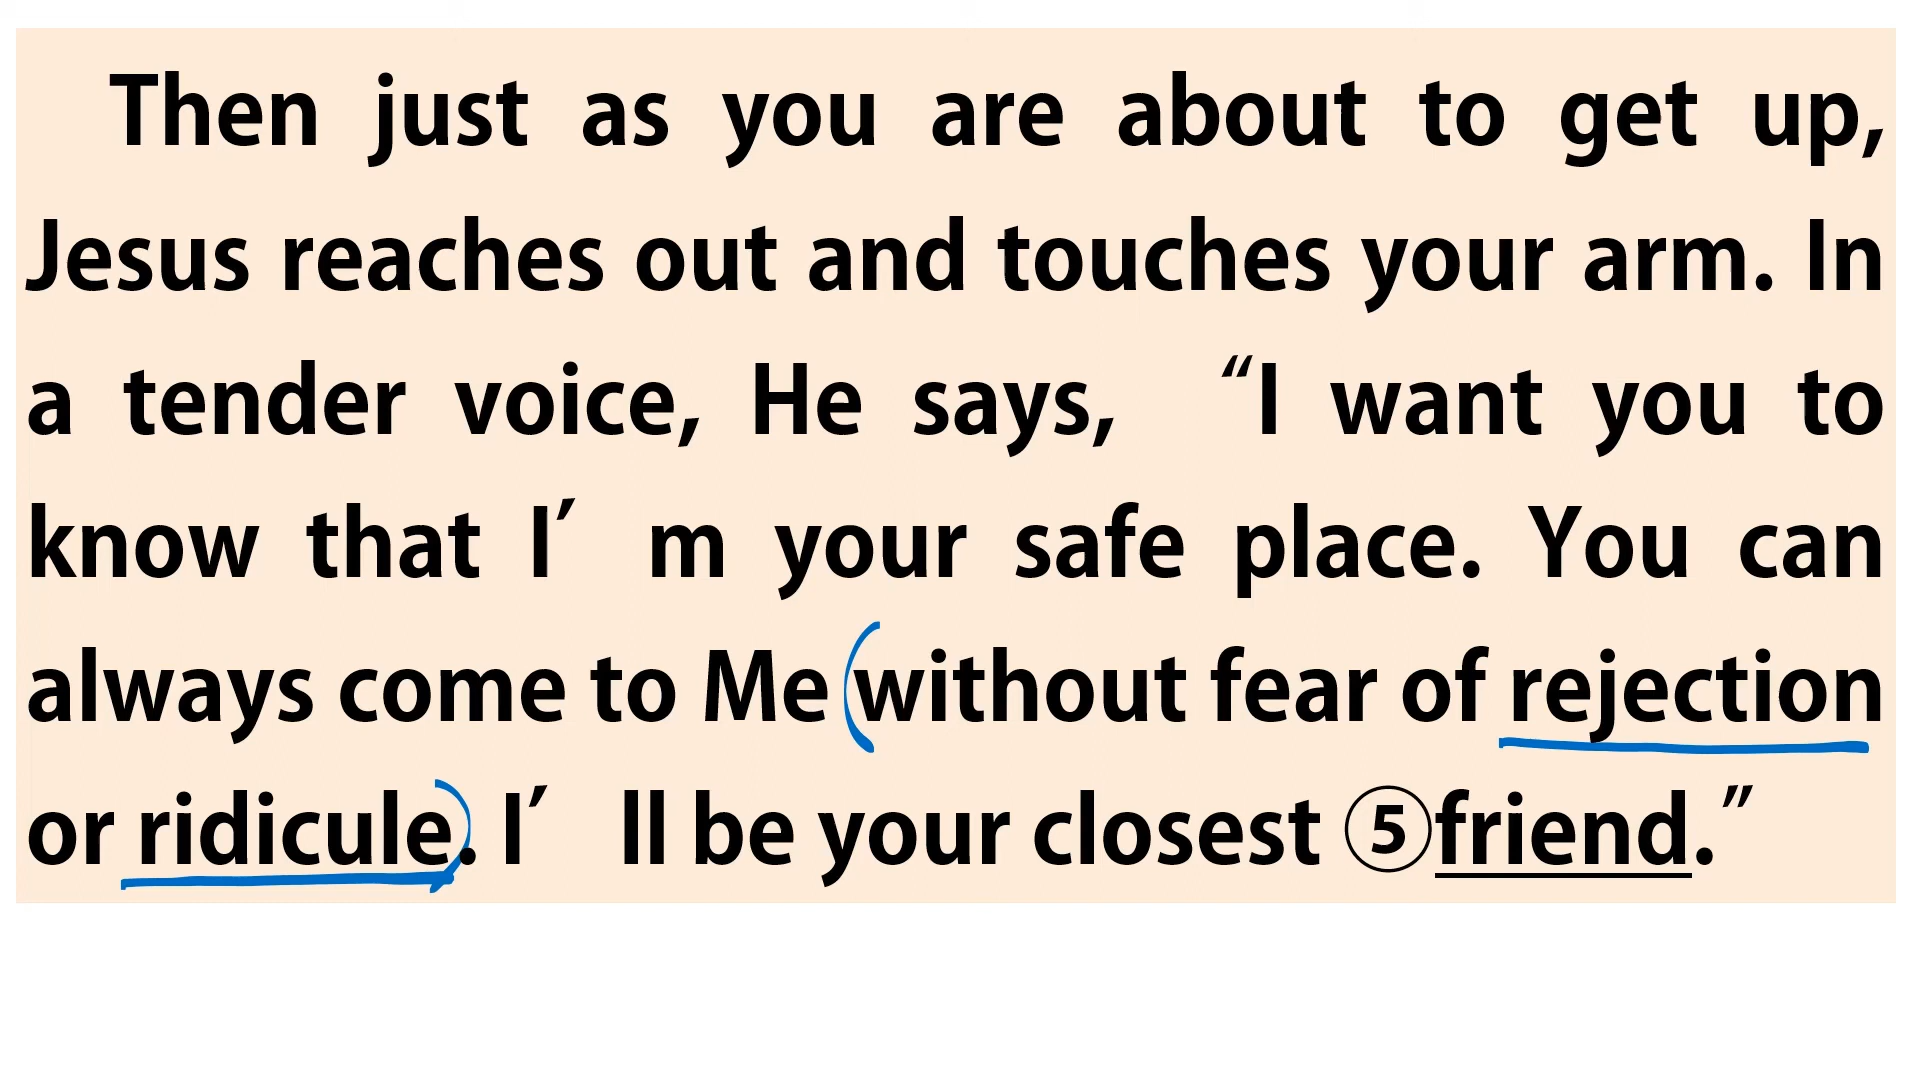 Then just as you are about to get up,
Jesus reaches out and touches your arm. In
a tender voice, He says, “I want you to
know that I’m your safe place. You can
always come to Me (without fear of rejection
or ridicule). I’ll be your closest ⑤friend.”